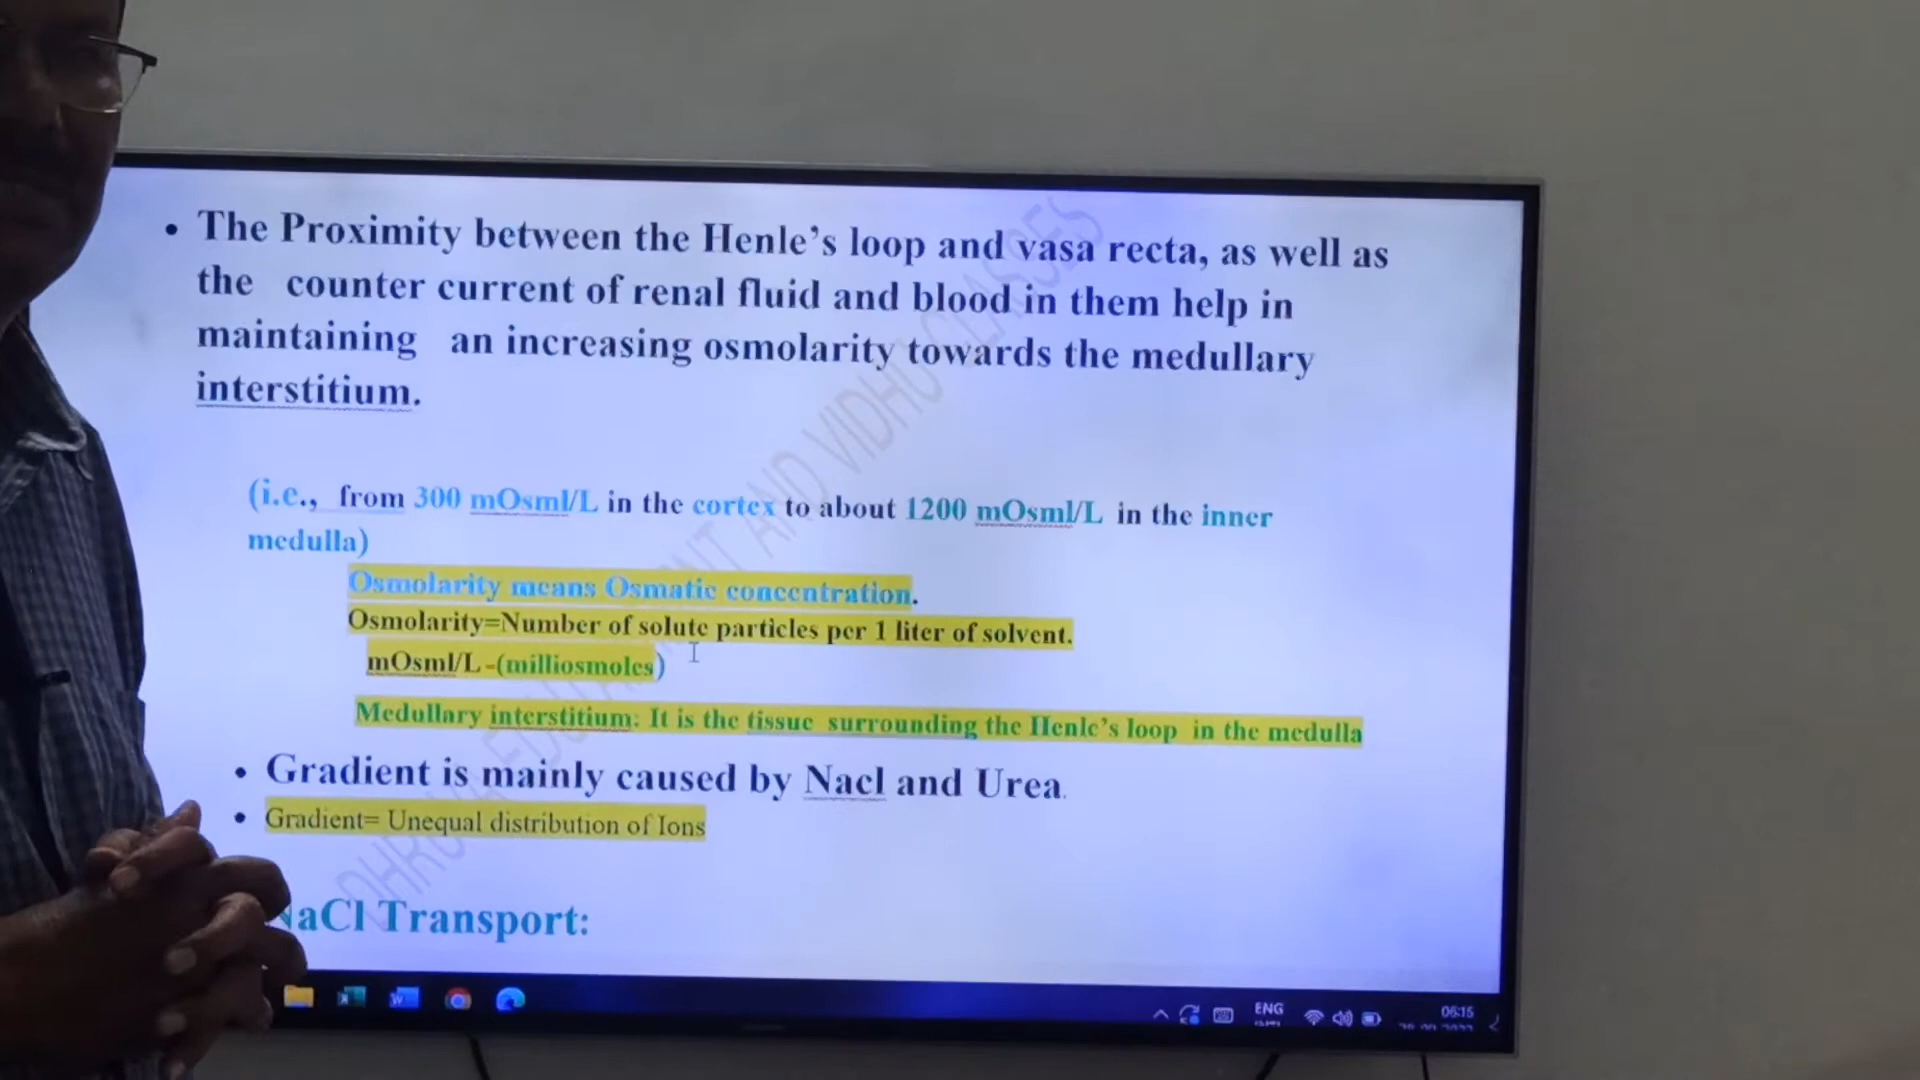 • The Proximity between the Henle's loop and vasa recta, as well as
the counter current of renal fluid and blood in them help in
maintaining an increasing osmolarity towards the medullary
interstitium.
(i.e., from 300 mOsml/L in the cortex to about 1200 mOsml/L in the inner
medulla)
Osmolarity means Osmatic concentration.
Osmolarity=Number of solute particles per 1 liter of solvent.
mOsml/L -(milliosmoles)
Medullary interstitium: It is the tissue surrounding the Henle's loop in the medulla
• Gradient is mainly caused by Nacl and Urea.
• Gradient= Unequal distribution of Ions
NaCl Transport:
AND VIDHU CLASSES
ENG
06:15